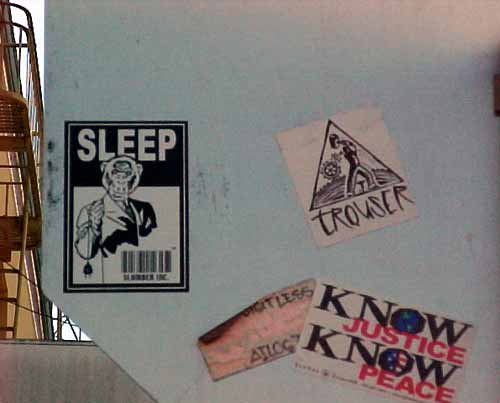 SLEEP
SLUMBER INC.
TROUSER
KNOW
JUSTICE
KNOW
PEACE